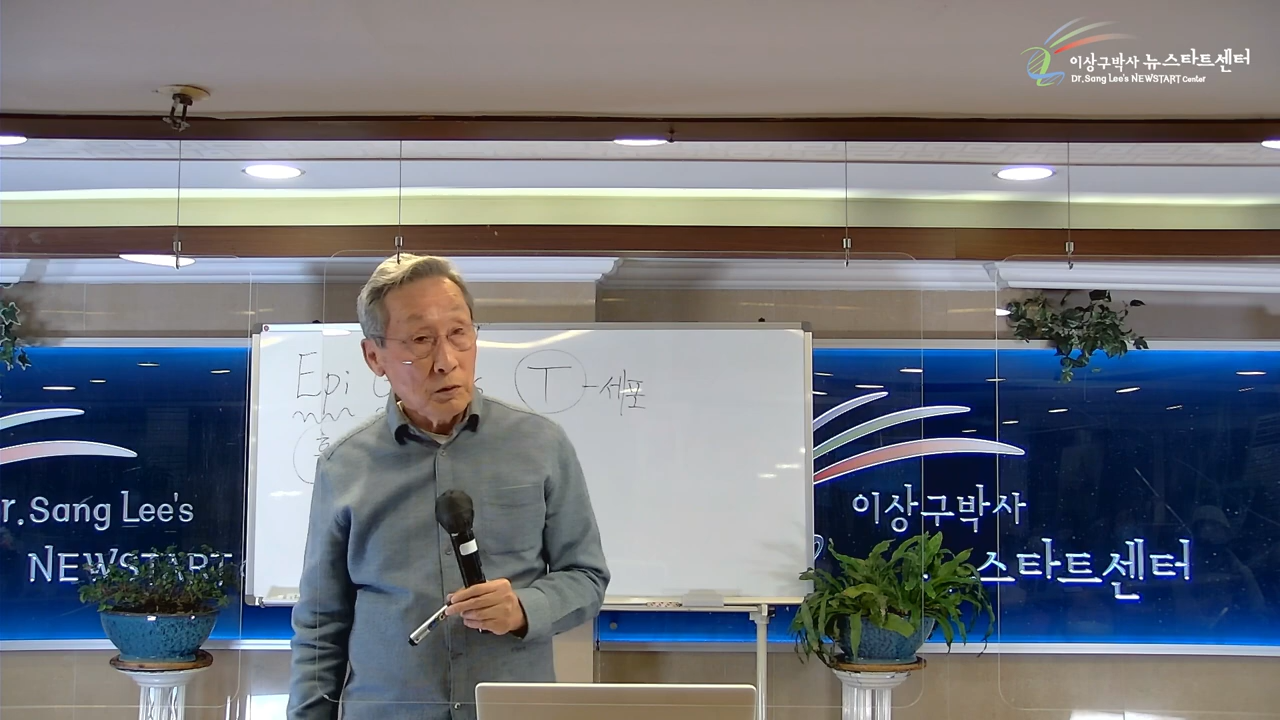 이상구박사 뉴스타트센터
Dr. Sang Lee's NEWSTART Center
Epi
T-세포
r. Sang Lee's
NEWSTART
이상구박사
스타트센터